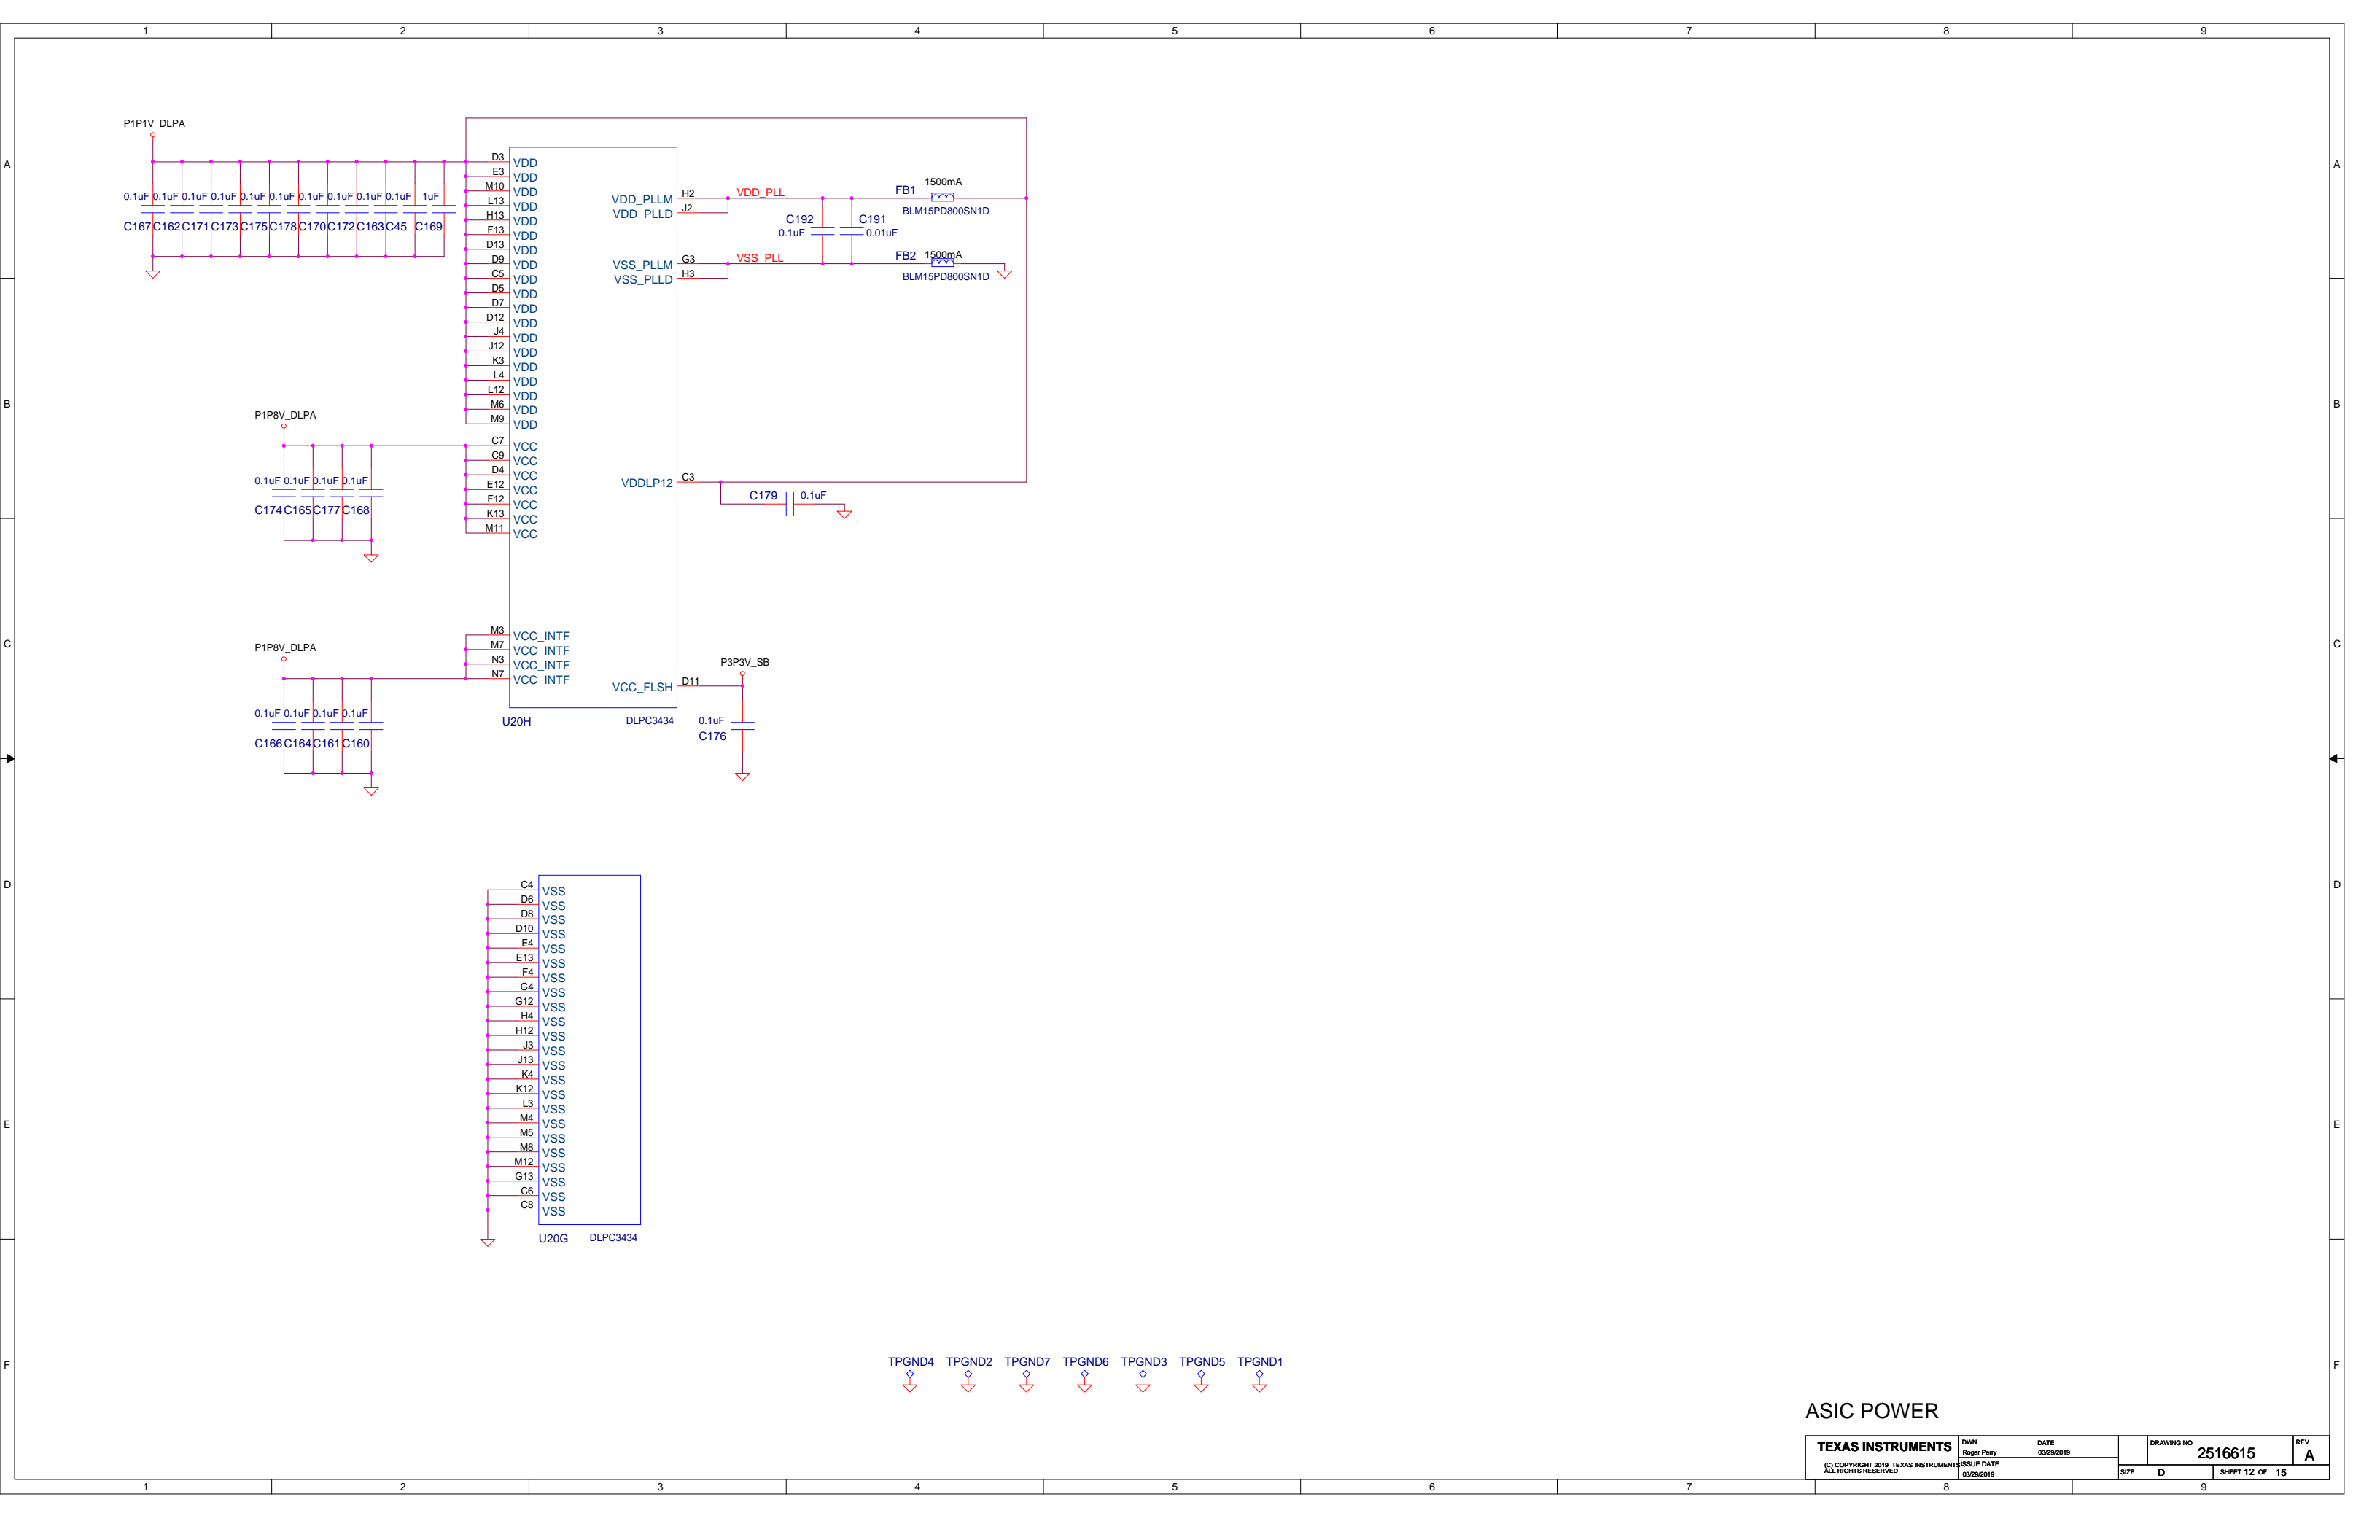 1 2 3 4 5 6 7 8 9
A A
B B
C C
D D
E E
F F
P1P1V_DLPA
0.1uF 0.1uF 0.1uF 0.1uF 0.1uF 0.1uF 0.1uF 0.1uF 0.1uF 0.1uF 1uF
C167 C162 C171 C173 C175 C178 C170 C172 C163 C45 C169
D3 VDD
E3 VDD
M10 VDD
L13 VDD
H13 VDD
F13 VDD
D13 VDD
D9 VDD
C5 VDD
D5 VDD
D7 VDD
D12 VDD
J4 VDD
J12 VDD
K3 VDD
L4 VDD
L12 VDD
M6 VDD
M9 VDD
P1P8V_DLPA
0.1uF 0.1uF 0.1uF 0.1uF
C174 C165 C177 C168
C7 VCC
C9 VCC
D4 VCC
E12 VCC
F12 VCC
K13 VCC
M11 VCC
P1P8V_DLPA
0.1uF 0.1uF 0.1uF 0.1uF
C166 C164 C161 C160
M3 VCC_INTF
M7 VCC_INTF
N3 VCC_INTF
N7 VCC_INTF
VDD_PLLM H2 VDD_PLL
VDD_PLLD J2
FB1 1500mA
BLM15PD800SN1D
C192 0.1uF
C191 0.01uF
VSS_PLLM G3 VSS_PLL
VSS_PLLD H3
FB2 1500mA
BLM15PD800SN1D
VDDLP12 C3
C179 0.1uF
P3P3V_SB
VCC_FLSH D11
0.1uF
C176
U20H DLPC3434
C4 VSS
D6 VSS
D8 VSS
D10 VSS
E4 VSS
E13 VSS
F4 VSS
G4 VSS
G12 VSS
H4 VSS
H12 VSS
J3 VSS
J13 VSS
K4 VSS
K12 VSS
L3 VSS
M4 VSS
M5 VSS
M8 VSS
M12 VSS
G13 VSS
C6 VSS
C8 VSS
U20G DLPC3434
TPGND4 TPGND2 TPGND7 TPGND6 TPGND3 TPGND5 TPGND1
ASIC POWER
TEXAS INSTRUMENTS
(C) COPYRIGHT 2019 TEXAS INSTRUMENTS
ALL RIGHTS RESERVED
DWN DATE
Roger Perry 03/29/2019
ISSUE DATE
03/29/2019
DRAWING NO 2516615
REV A
SIZE D
SHEET 12 OF 15
1 2 3 4 5 6 7 8 9